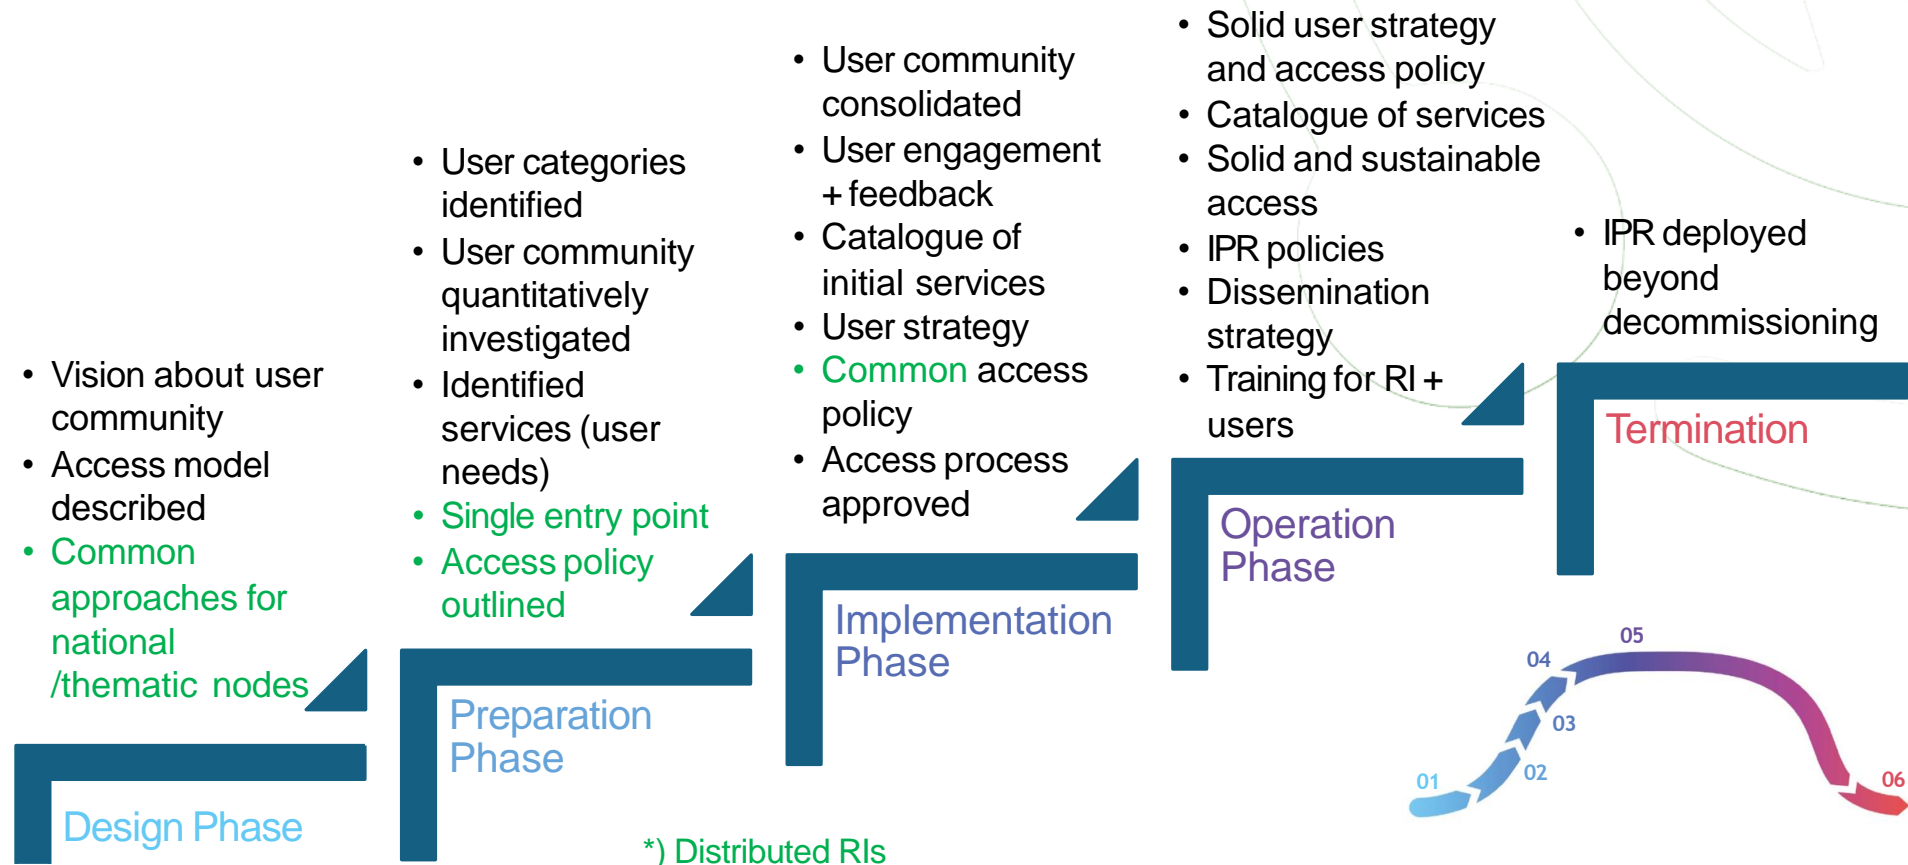 • Vision about user
community
• Access model
described
• Common
approaches for
national
/thematic nodes
Design Phase
• User categories
identified
• User community
quantitatively
investigated
• Identified
services (user
needs)
• Single entry point
• Access policy
outlined
Preparation
Phase
• User community
consolidated
• User engagement
+ feedback
• Catalogue of
initial services
• User strategy
• Common access
policy
• Access process
approved
Implementation
Phase
• Solid user strategy
and access policy
• Catalogue of services
• Solid and sustainable
access
• IPR policies
• Dissemination
strategy
• Training for RI +
users
Operation
Phase
• IPR deployed
beyond
decommissioning
Termination
01
02
03
04
05
06
*) Distributed RIs